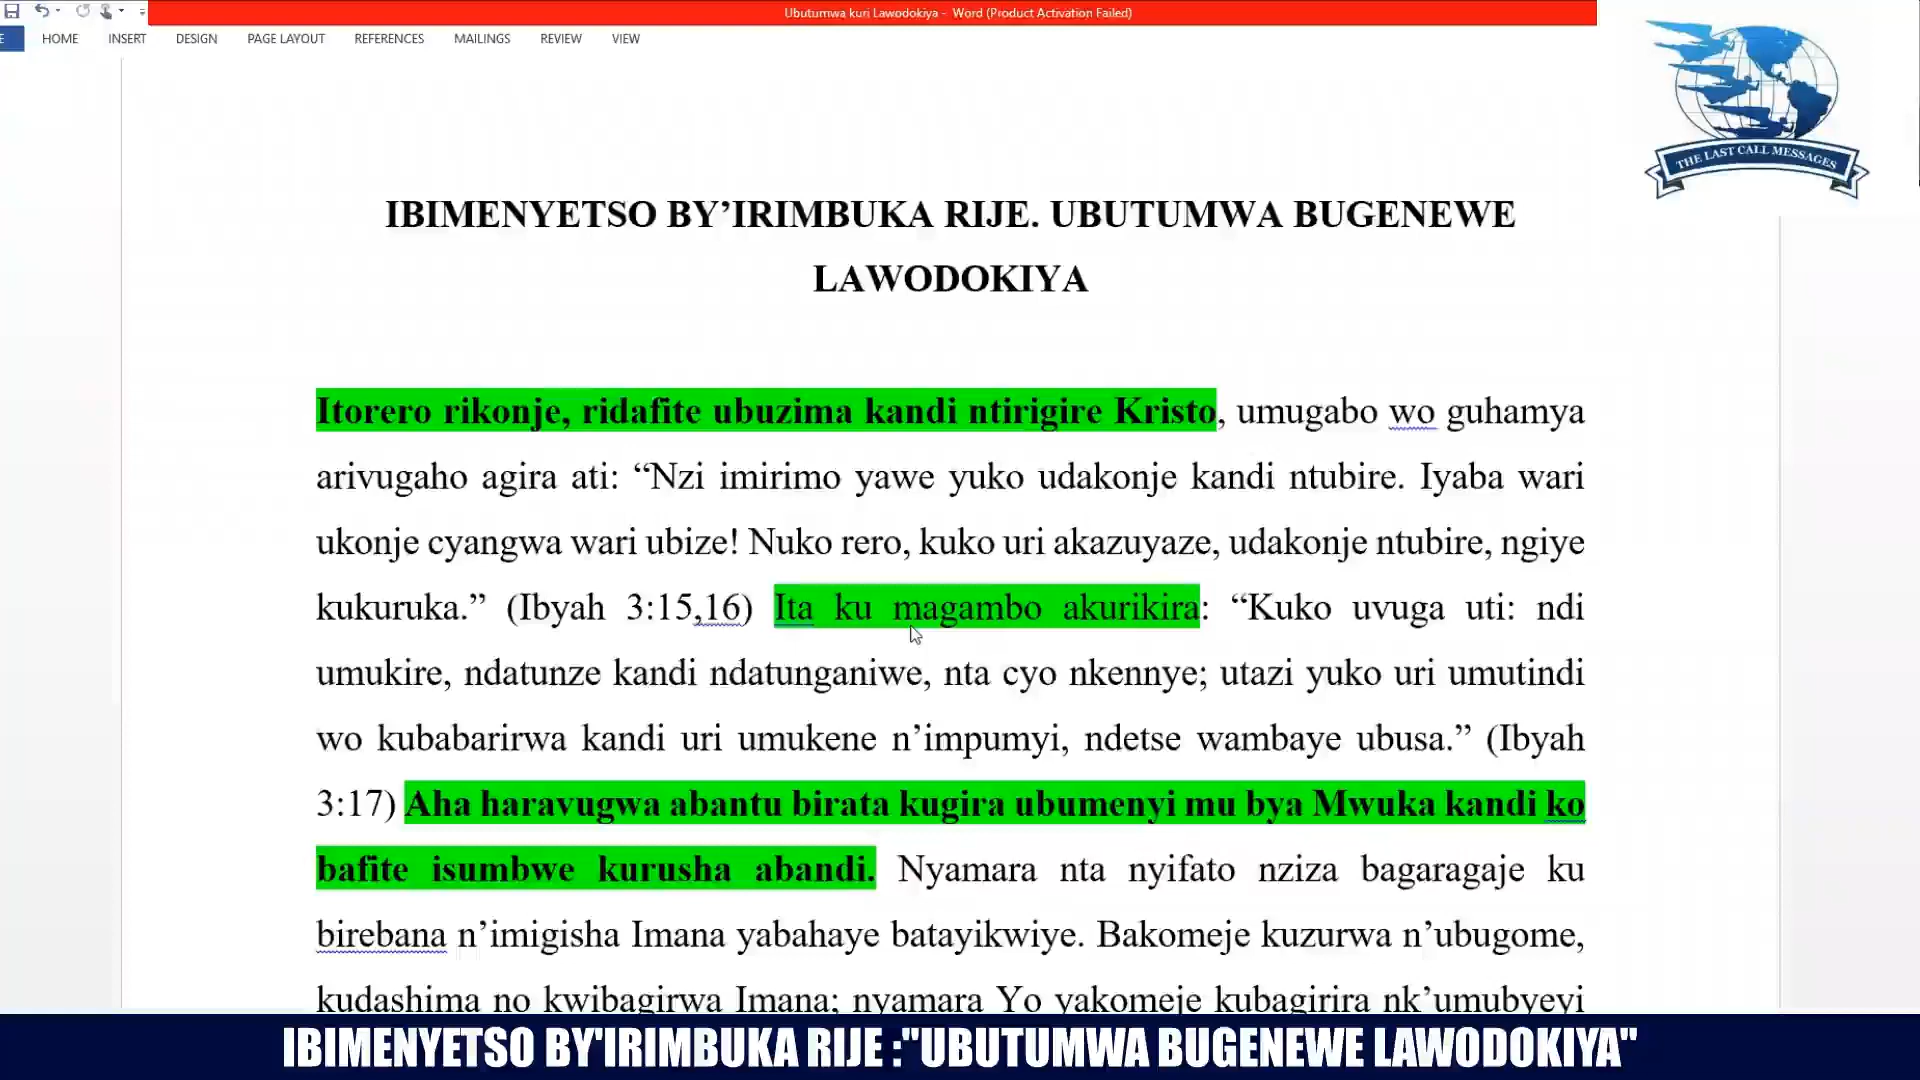 Ubutumwa kuri Lawodokiya - Word (Product Activation Failed)
HOME INSERT DESIGN PAGE LAYOUT REFERENCES MAILINGS REVIEW VIEW
THE LAST CALL MESSAGES
IBIMENYETSO BY’IRIMBUKA RIJE. UBUTUMWA BUGENEWE
LAWODOKIYA
Itorero rikonje, ridafite ubuzima kandi ntirigire Kristo, umugabo wo guhamya
arivugaho agira ati: “Nzi imirimo yawe yuko udakonje kandi ntubire. Iyaba wari
ukonje cyangwa wari ubize! Nuko rero, kuko uri akazuyaze, udakonje ntubire, ngiye
kukuruka.” (Ibyah 3:15,16) Ita ku magambo akurikira: “Kuko uvuga uti: ndi
umukire, ndatunze kandi ndatunganiwe, nta cyo nkennye; utazi yuko uri umutindi
wo kubabarirwa kandi uri umukene n’impumyi, ndetse wambaye ubusa.” (Ibyah
3:17) Aha haravugwa abantu birata kugira ubumenyi mu bya Mwuka kandi ko
bafite isumbwe kurusha abandi. Nyamara nta nyifato nziza bagaragaje ku
birebana n’imigisha Imana yabahaye batayikwiye. Bakomeje kuzurwa n’ubugome,
kudashima no kwibagirwa Imana; nyamara Yo yakomeje kubagirira nk’umubyeyi
IBIMENYETSO BY'IRIMBUKA RIJE :"UBUTUMWA BUGENEWE LAWODOKIYA"